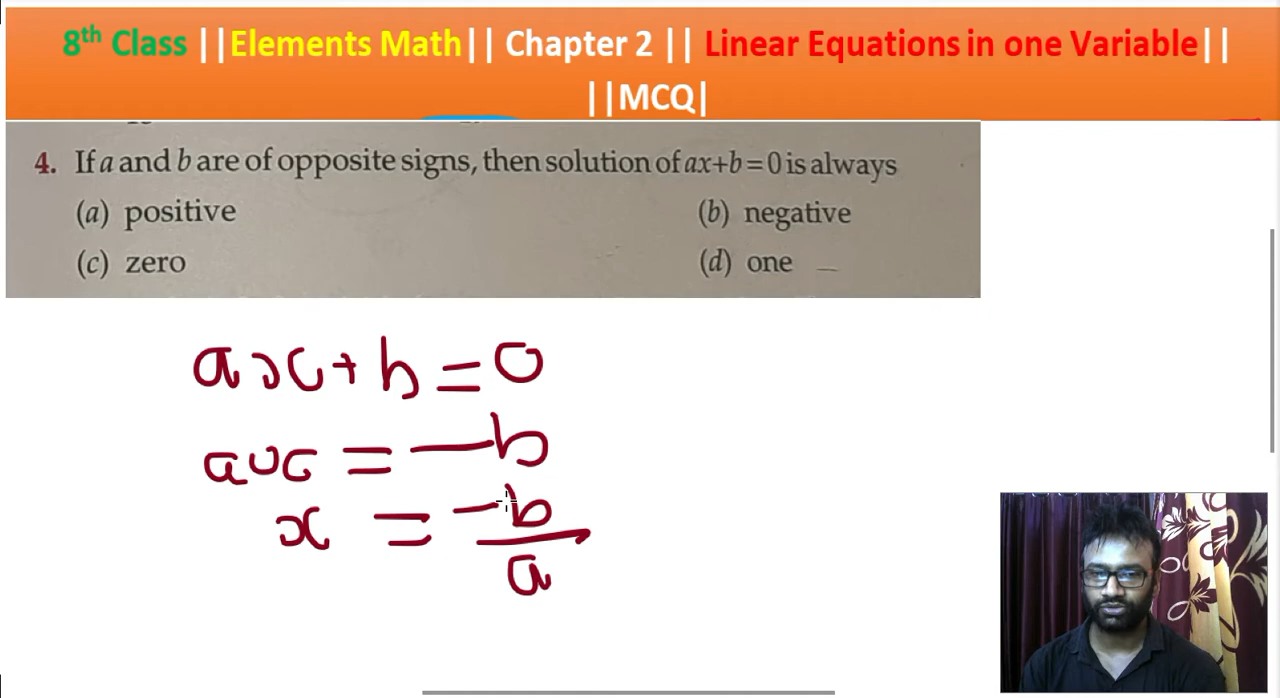 8th Class ||Elements Math|| Chapter 2 || Linear Equations in one Variable||
||MCQ|
4. If a and b are of opposite signs, then solution of ax+b=0 is always
(a) positive (b) negative
(c) zero (d) one
ax+b=0
ax=-b
x = -b/a